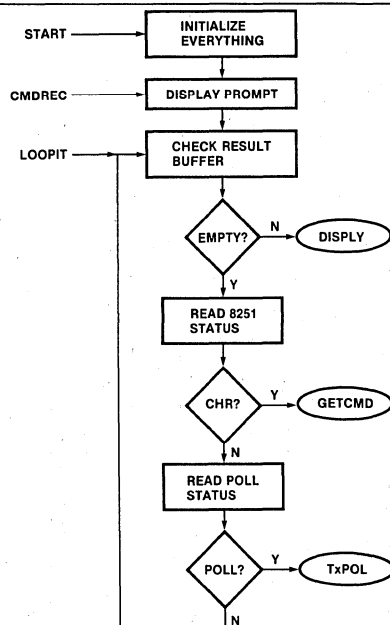 START
INITIALIZE
EVERYTHING
CMDREC
DISPLAY PROMPT
LOOPIT
CHECK RESULT
BUFFER
EMPTY?
N
DISPLY
Y
READ 8251
STATUS
CHR?
Y
GETCMD
N
READ POLL
STATUS
POLL?
Y
TxPOL
N